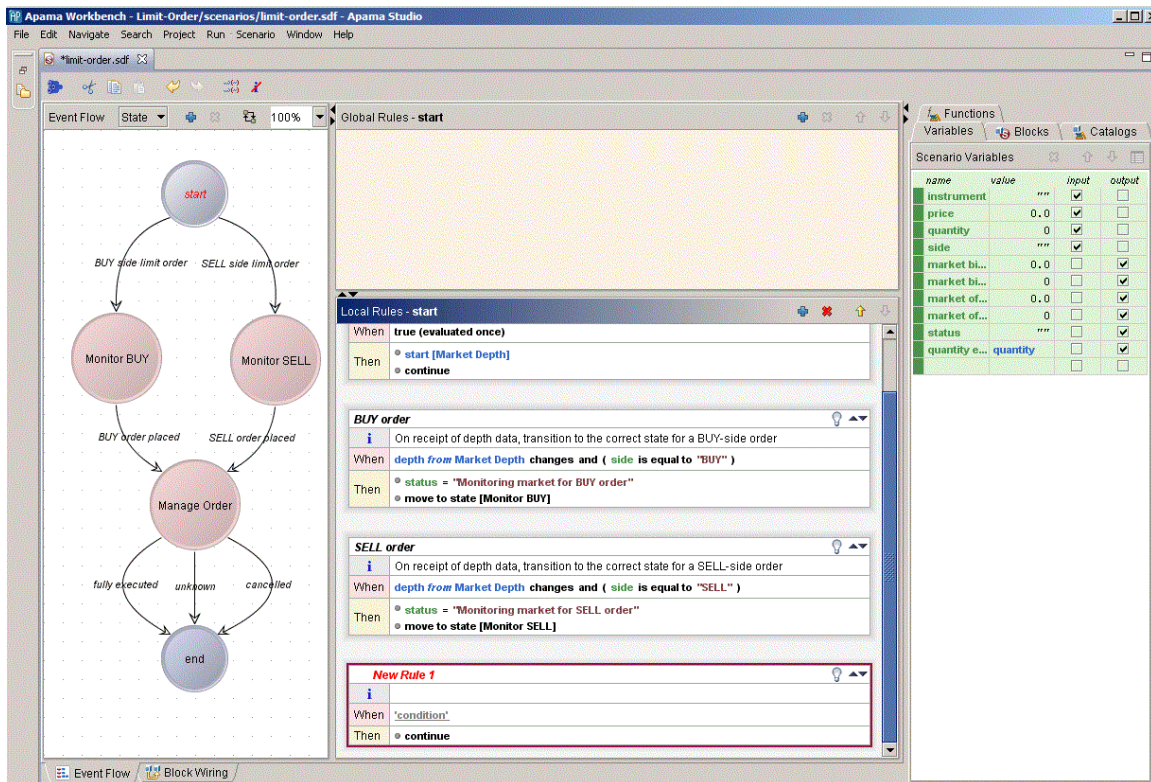 Apama Workbench - Limit-Order/scenarios/limit-order.sdf - Apama Studio
File Edit Navigate Search Project Run Scenario Window Help
*limit-order.sdf
Event Flow State 100%
start
BUY side limit order SELL side limit order
Monitor BUY Monitor SELL
BUY order placed SELL order placed
Manage Order
fully executed unknown cancelled
end
Event Flow Block Wiring
Global Rules - start
Local Rules - start
When true (evaluated once)
Then start [Market Depth]
continue
BUY order
i On receipt of depth data, transition to the correct state for a BUY-side order
When depth from Market Depth changes and ( side is equal to "BUY" )
Then status = "Monitoring market for BUY order"
move to state [Monitor BUY]
SELL order
i On receipt of depth data, transition to the correct state for a SELL-side order
When depth from Market Depth changes and ( side is equal to "SELL" )
Then status = "Monitoring market for SELL order"
move to state [Monitor SELL]
New Rule 1
i
When 'condition'
Then continue
Functions
Variables Blocks Catalogs
Scenario Variables
name value input output
instrument ""
price 0.0
quantity 0
side ""
market bi... 0.0
market bi... 0
market of... 0.0
market of... 0
status ""
quantity e... quantity